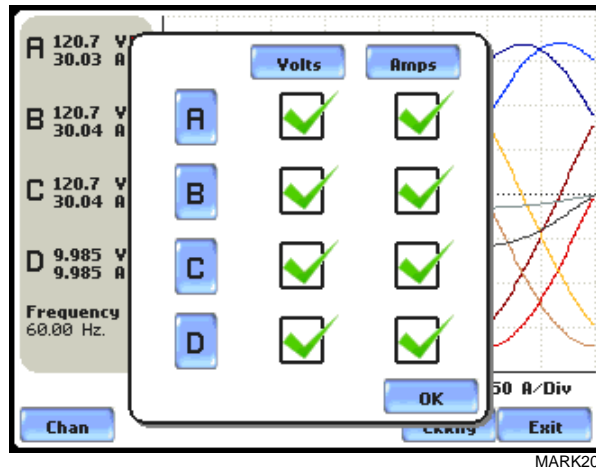 A 120.7 V
30.03 A
B 120.7 V
30.04 A
C 120.7 V
30.04 A
D 9.985 V
9.985 A
Frequency
60.00 Hz.
Volts Amps
A
B
C
D
OK
50 A/Div
Chan Exit
MARK20